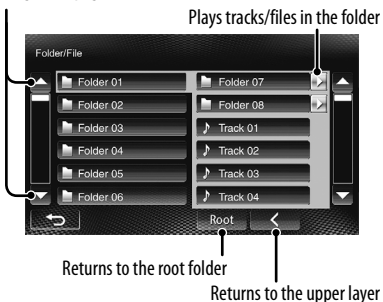 Plays tracks/files in the folder
Folder/File
Folder 01
Folder 07
Folder 02
Folder 08
Folder 03
Track 01
Folder 04
Track 02
Folder 05
Track 03
Folder 06
Track 04
Root
Returns to the root folder
Returns to the upper layer